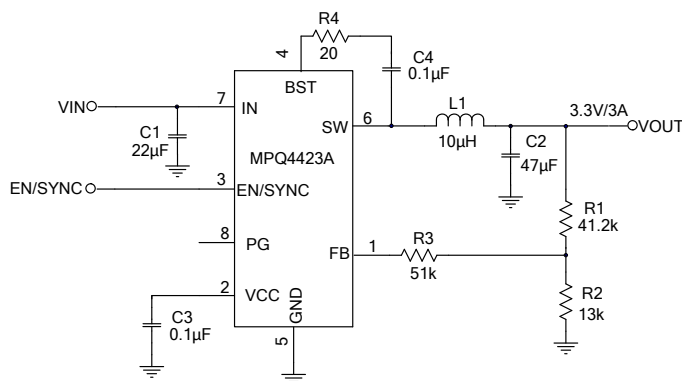 R4
20
4
C4
0.1µF
BST
VIN
7
IN
L1
3.3V/3A
SW
6
VOUT
C1
22µF
10µH
C2
47µF
MPQ4423A
EN/SYNC
3
EN/SYNC
R1
41.2k
8
PG
FB
1
R3
51k
2
VCC
R2
13k
GND
C3
0.1µF
5